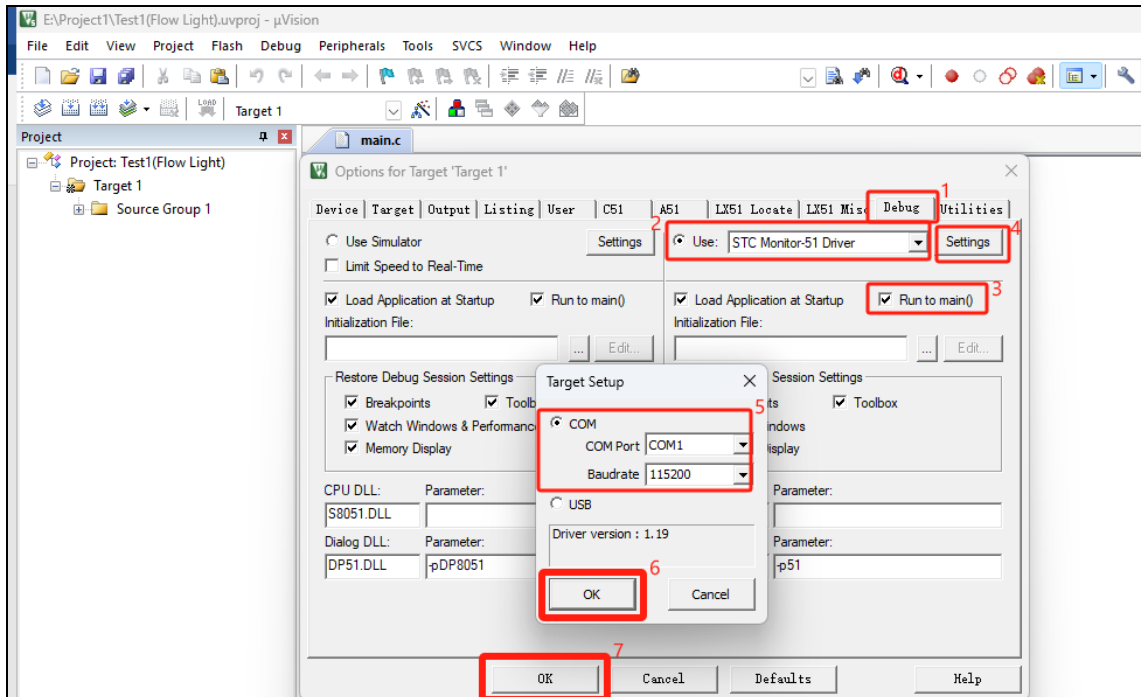 E:\Project1\Test1(Flow Light).uvproj - µVision
File Edit View Project Flash Debug Peripherals Tools SVCS Window Help
LOAD Target 1
Project
main.c
Project: Test1(Flow Light)
Target 1
Source Group 1
Options for Target 'Target 1'
1
Device Target Output Listing User C51 A51 LX51 Locate LX51 Misc Debug Utilities
2
4
Use Simulator Settings Use: STC Monitor-51 Driver Settings
Limit Speed to Real-Time
3
Load Application at Startup Run to main() Load Application at Startup Run to main()
Initialization File: Initialization File:
... Edit... ... Edit...
Restore Debug Session Settings Session Settings
Breakpoints Toolb ts Toolbox
Watch Windows & Performanc indows
Memory Display isplay
Target Setup
5
COM
COM Port COM1
Baudrate 115200
USB
Driver version : 1.19
6
OK Cancel
CPU DLL: Parameter: Parameter:
S8051.DLL
Dialog DLL: Parameter: Parameter:
DP51.DLL -pDP8051 -p51
7
OK Cancel Defaults Help